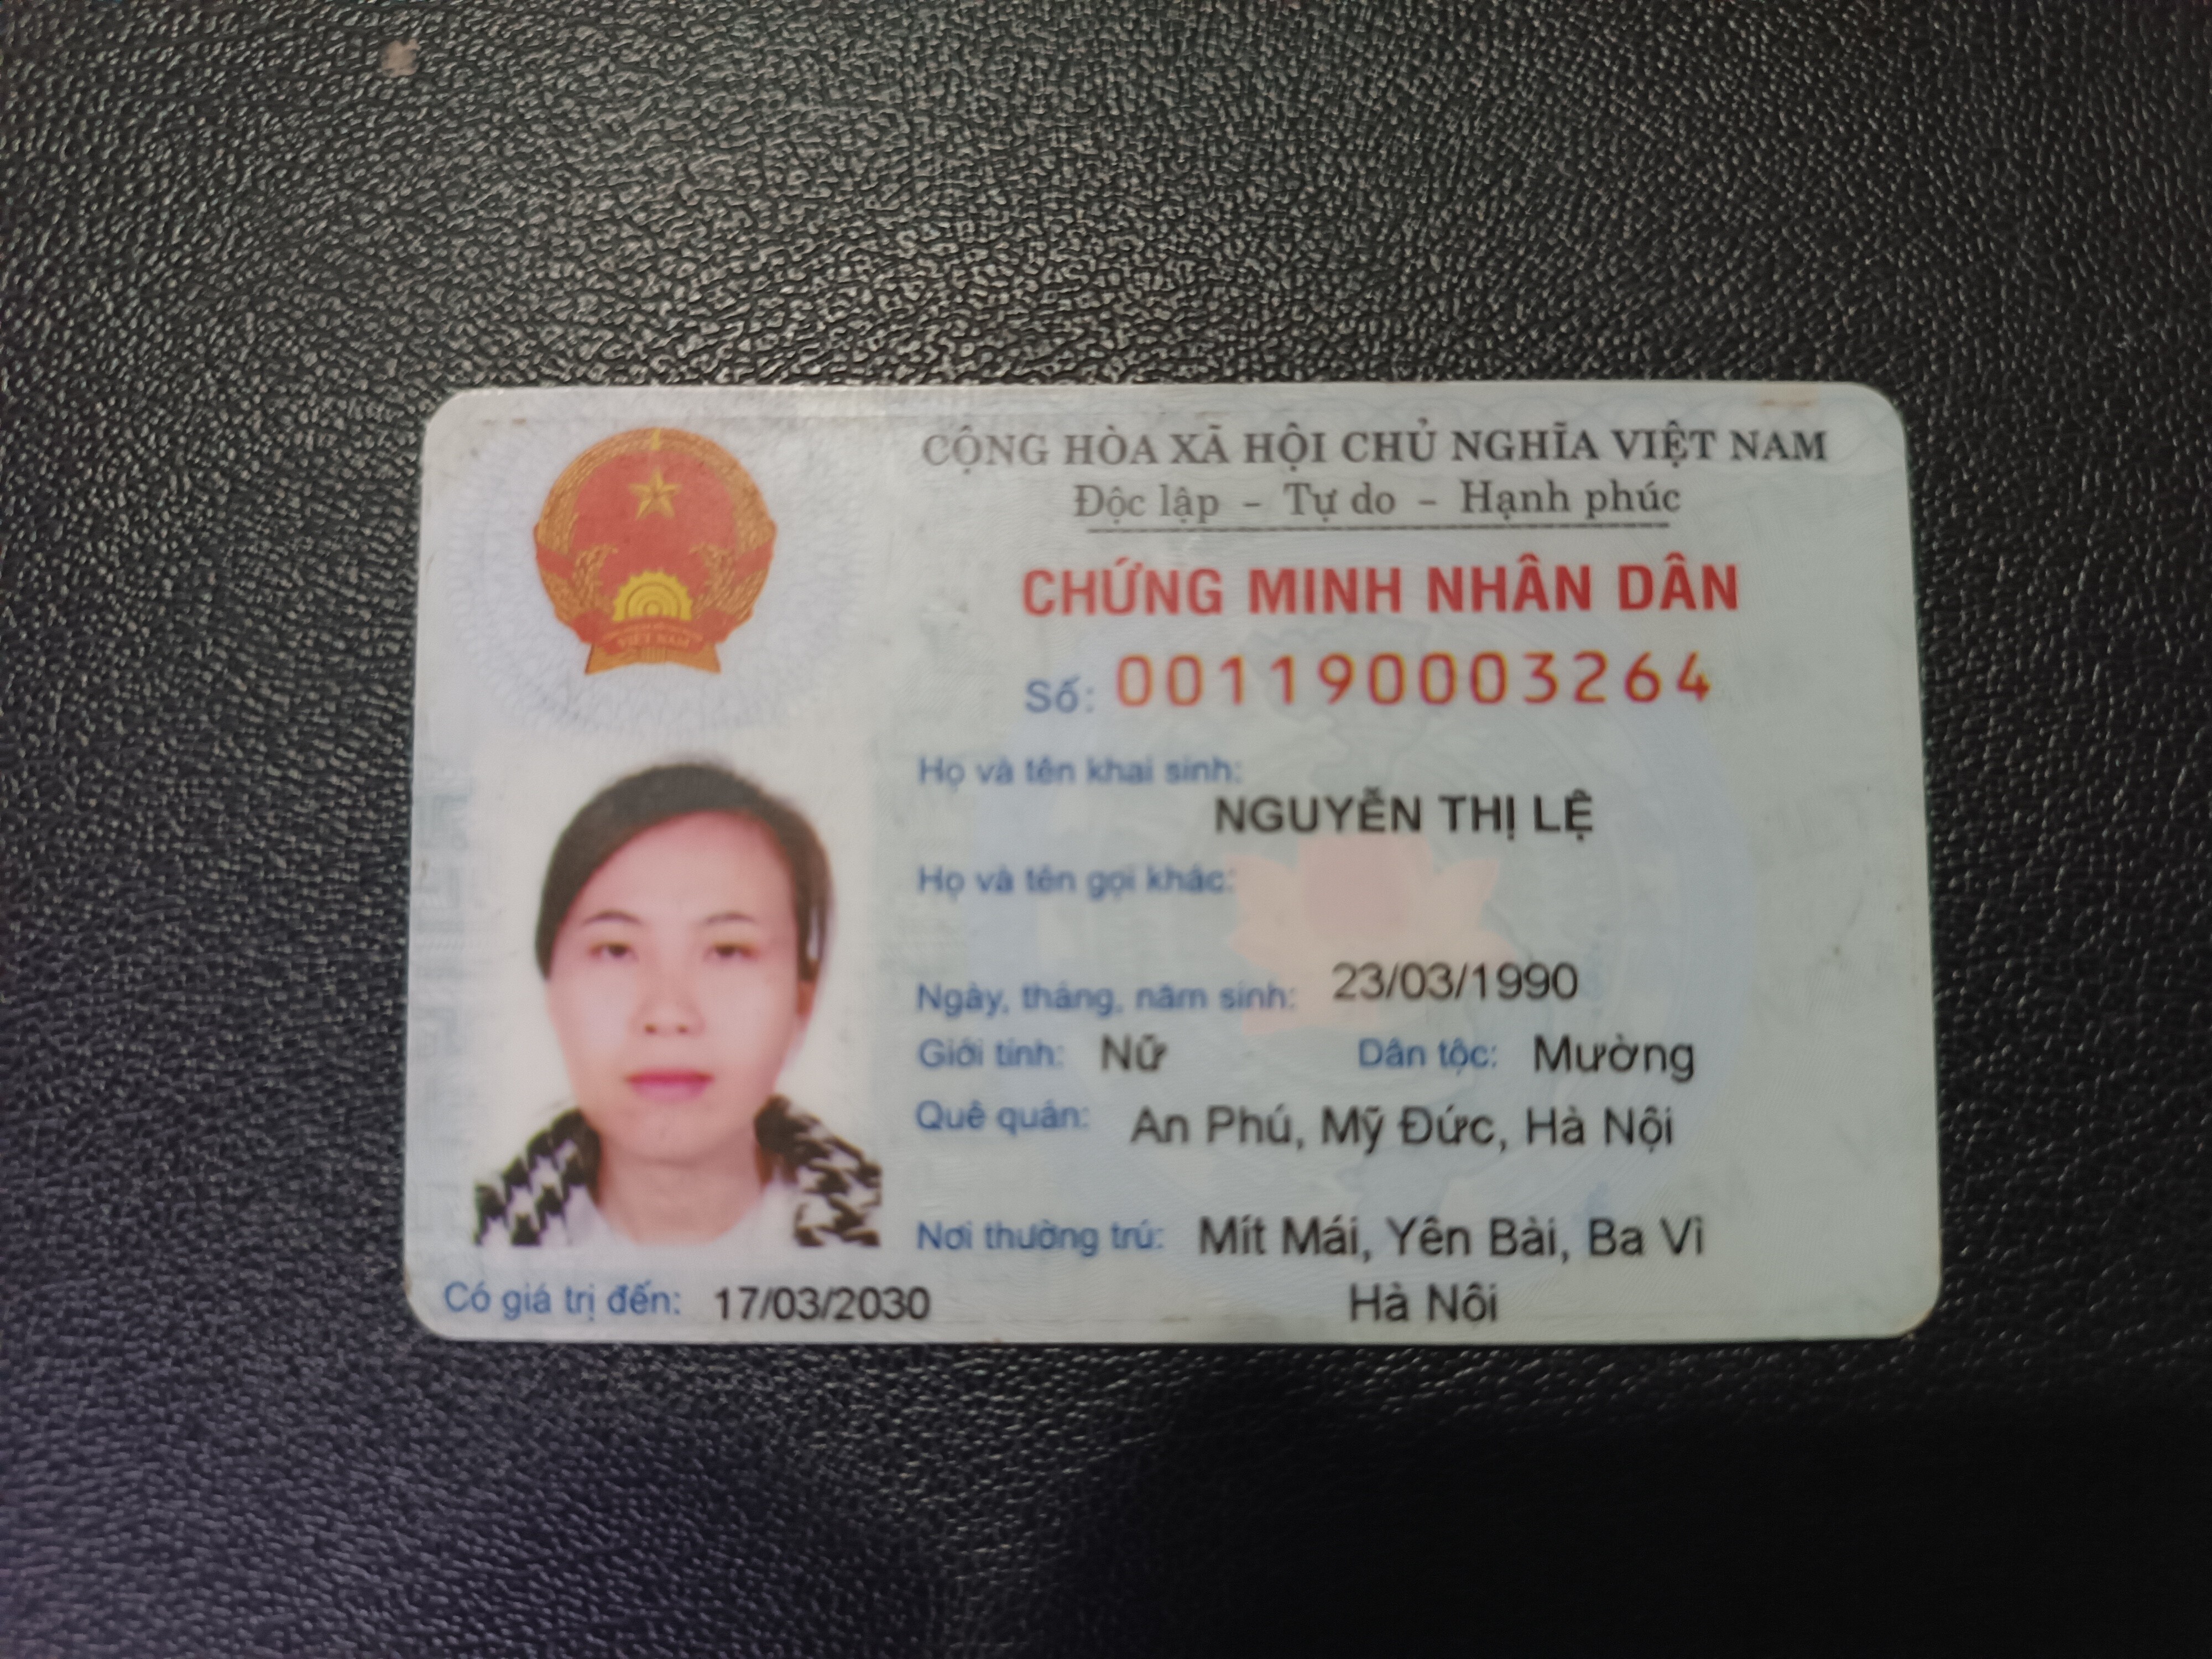 CỘNG HÒA XÃ HỘI CHỦ NGHĨA VIỆT NAM
Độc lập - Tự do - Hạnh phúc
CHỨNG MINH NHÂN DÂN
Số: 001190003264
Họ và tên khai sinh:
NGUYỄN THỊ LỆ
Họ và tên gọi khác:
Ngày, tháng, năm sinh: 23/03/1990
Giới tính: Nữ Dân tộc: Mường
Quê quán: An Phú, Mỹ Đức, Hà Nội
Nơi thường trú: Mít Mái, Yên Bài, Ba Vì
Hà Nôi
Có giá trị đến: 17/03/2030
VIỆT NAM